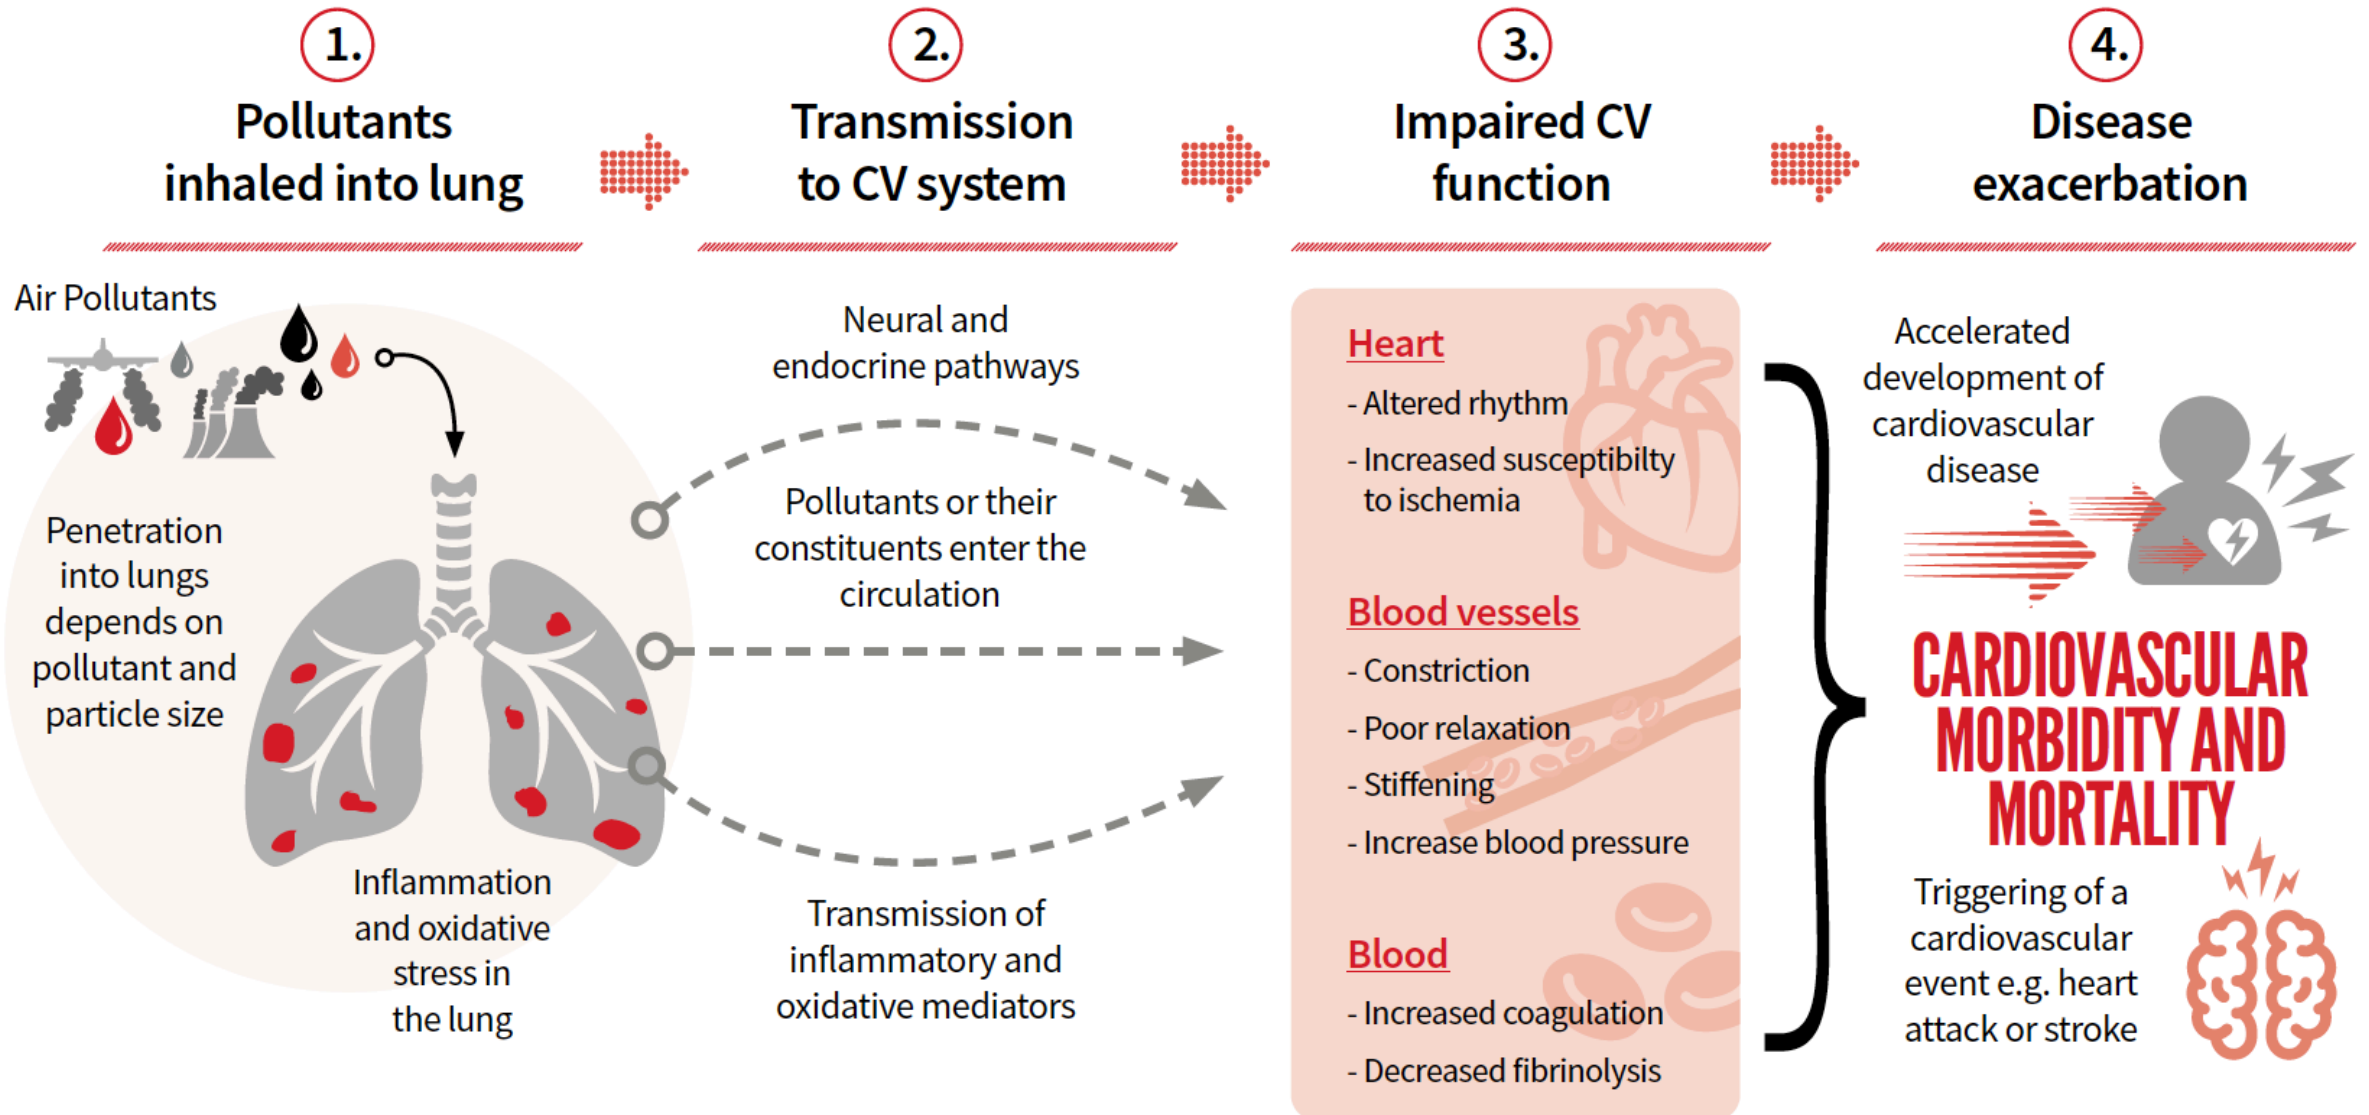 1.
Pollutants
inhaled into lung
2.
Transmission
to CV system
3.
Impaired CV
function
4.
Disease
exacerbation
Air Pollutants
Penetration
into lungs
depends on
pollutant and
particle size
Inflammation
and oxidative
stress in
the lung
Neural and
endocrine pathways
Pollutants or their
constituents enter the
circulation
Transmission of
inflammatory and
oxidative mediators
Heart
- Altered rhythm
- Increased susceptibilty
to ischemia
Blood vessels
- Constriction
- Poor relaxation
- Stiffening
- Increase blood pressure
Blood
- Increased coagulation
- Decreased fibrinolysis
Accelerated
development of
cardiovascular
disease
CARDIOVASCULAR
MORBIDITY AND
MORTALITY
Triggering of a
cardiovascular
event e.g. heart
attack or stroke